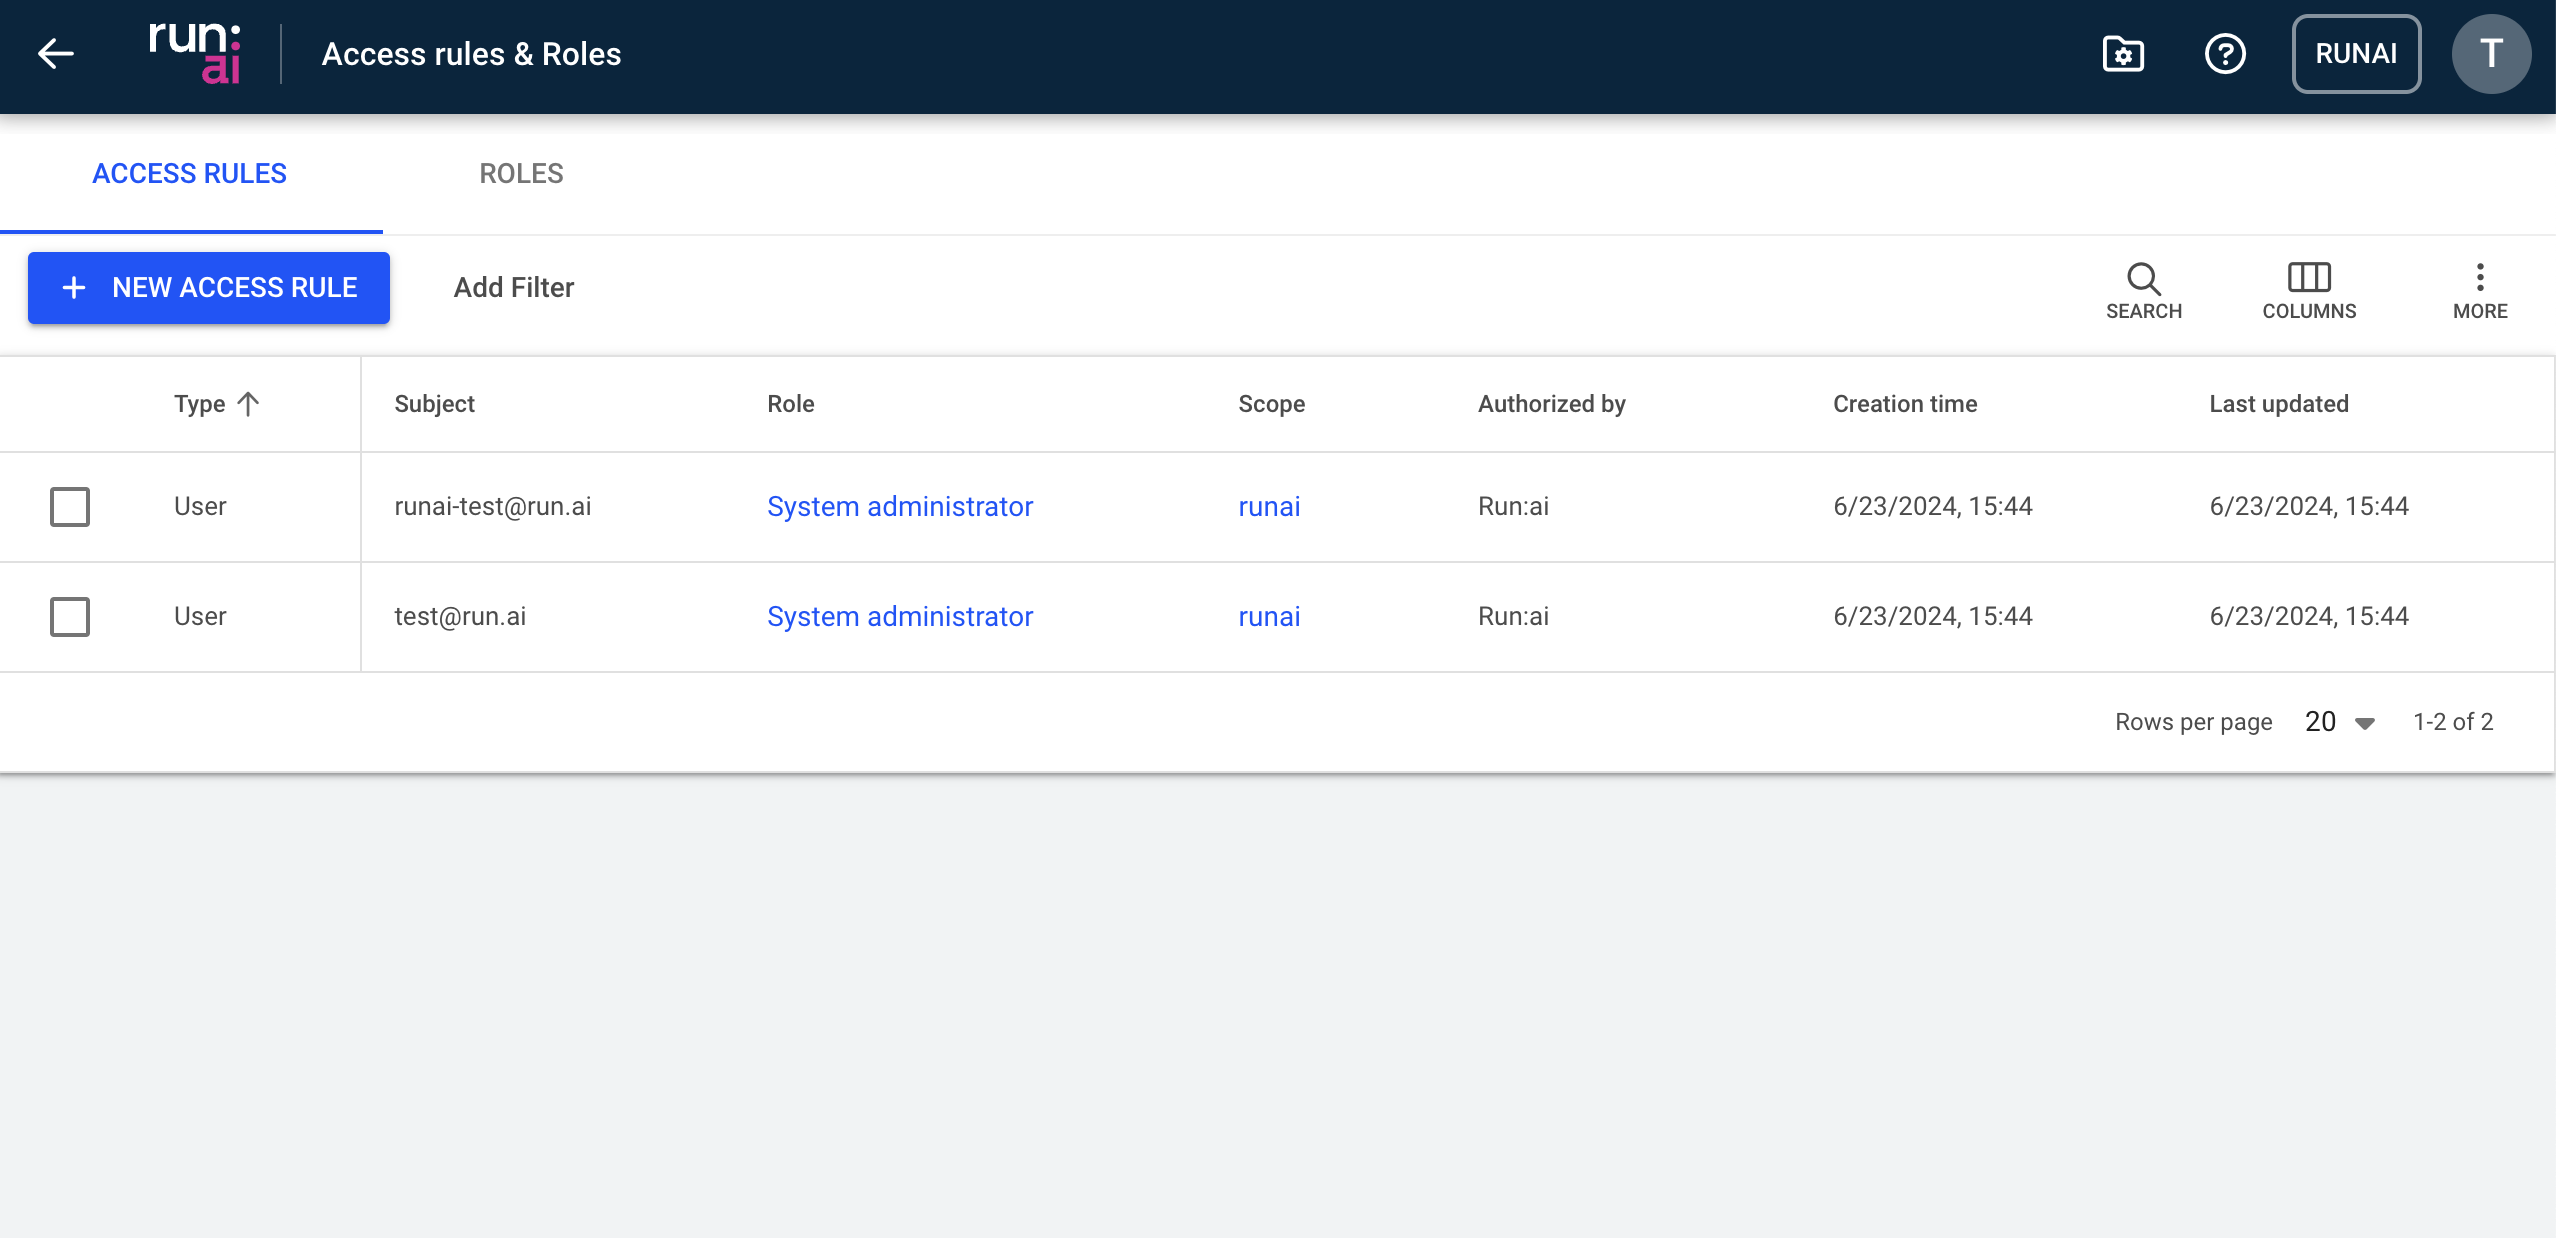 run:
ai
Access rules & Roles
RUNAI
T
ACCESS RULES
ROLES
NEW ACCESS RULE
Add Filter
SEARCH
COLUMNS
MORE
Type Subject Role Scope Authorized by Creation time Last updated
User runai-test@run.ai System administrator runai Run:ai 6/23/2024, 15:44 6/23/2024, 15:44
User test@run.ai System administrator runai Run:ai 6/23/2024, 15:44 6/23/2024, 15:44
Rows per page 20 1-2 of 2